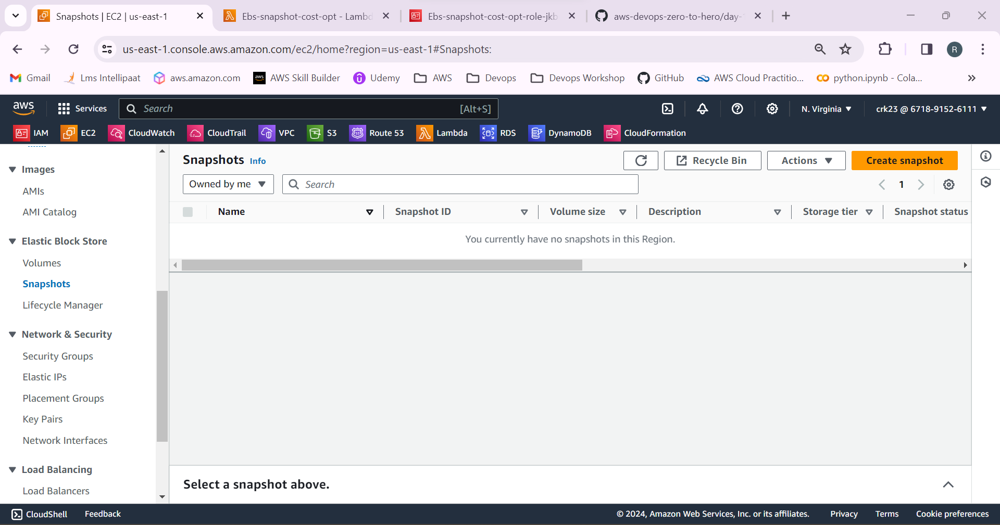 Snapshots | EC2 | us-east-1
Ebs-snapshot-cost-opt - Lambd
Ebs-snapshot-cost-opt-role-jkb
aws-devops-zero-to-hero/day-
us-east-1.console.aws.amazon.com/ec2/home?region=us-east-1#Snapshots:
R
Gmail
Lms Intellipaat
aws.amazon.com
aws
AWS Skill Builder
Udemy
AWS
Devops
Devops Workshop
GitHub
AWS Cloud Practitio...
python.ipynb - Cola...
aws
Services
Search
[Alt+S]
N. Virginia
crk23 @ 6718-9152-6111
IAM
EC2
CloudWatch
CloudTrail
VPC
S3
53
Route 53
Lambda
RDS
DynamoDB
CloudFormation
Images
AMIs
AMI Catalog
Elastic Block Store
Volumes
Snapshots
Lifecycle Manager
Network & Security
Security Groups
Elastic IPs
Placement Groups
Key Pairs
Network Interfaces
Load Balancing
Load Balancers
Snapshots Info
Recycle Bin
Actions
Create snapshot
Owned by me
Search
1
Name
Snapshot ID
Volume size
Description
Storage tier
Snapshot status
You currently have no snapshots in this Region.
Select a snapshot above.
CloudShell
Feedback
© 2024, Amazon Web Services, Inc. or its affiliates.
Privacy
Terms
Cookie preferences